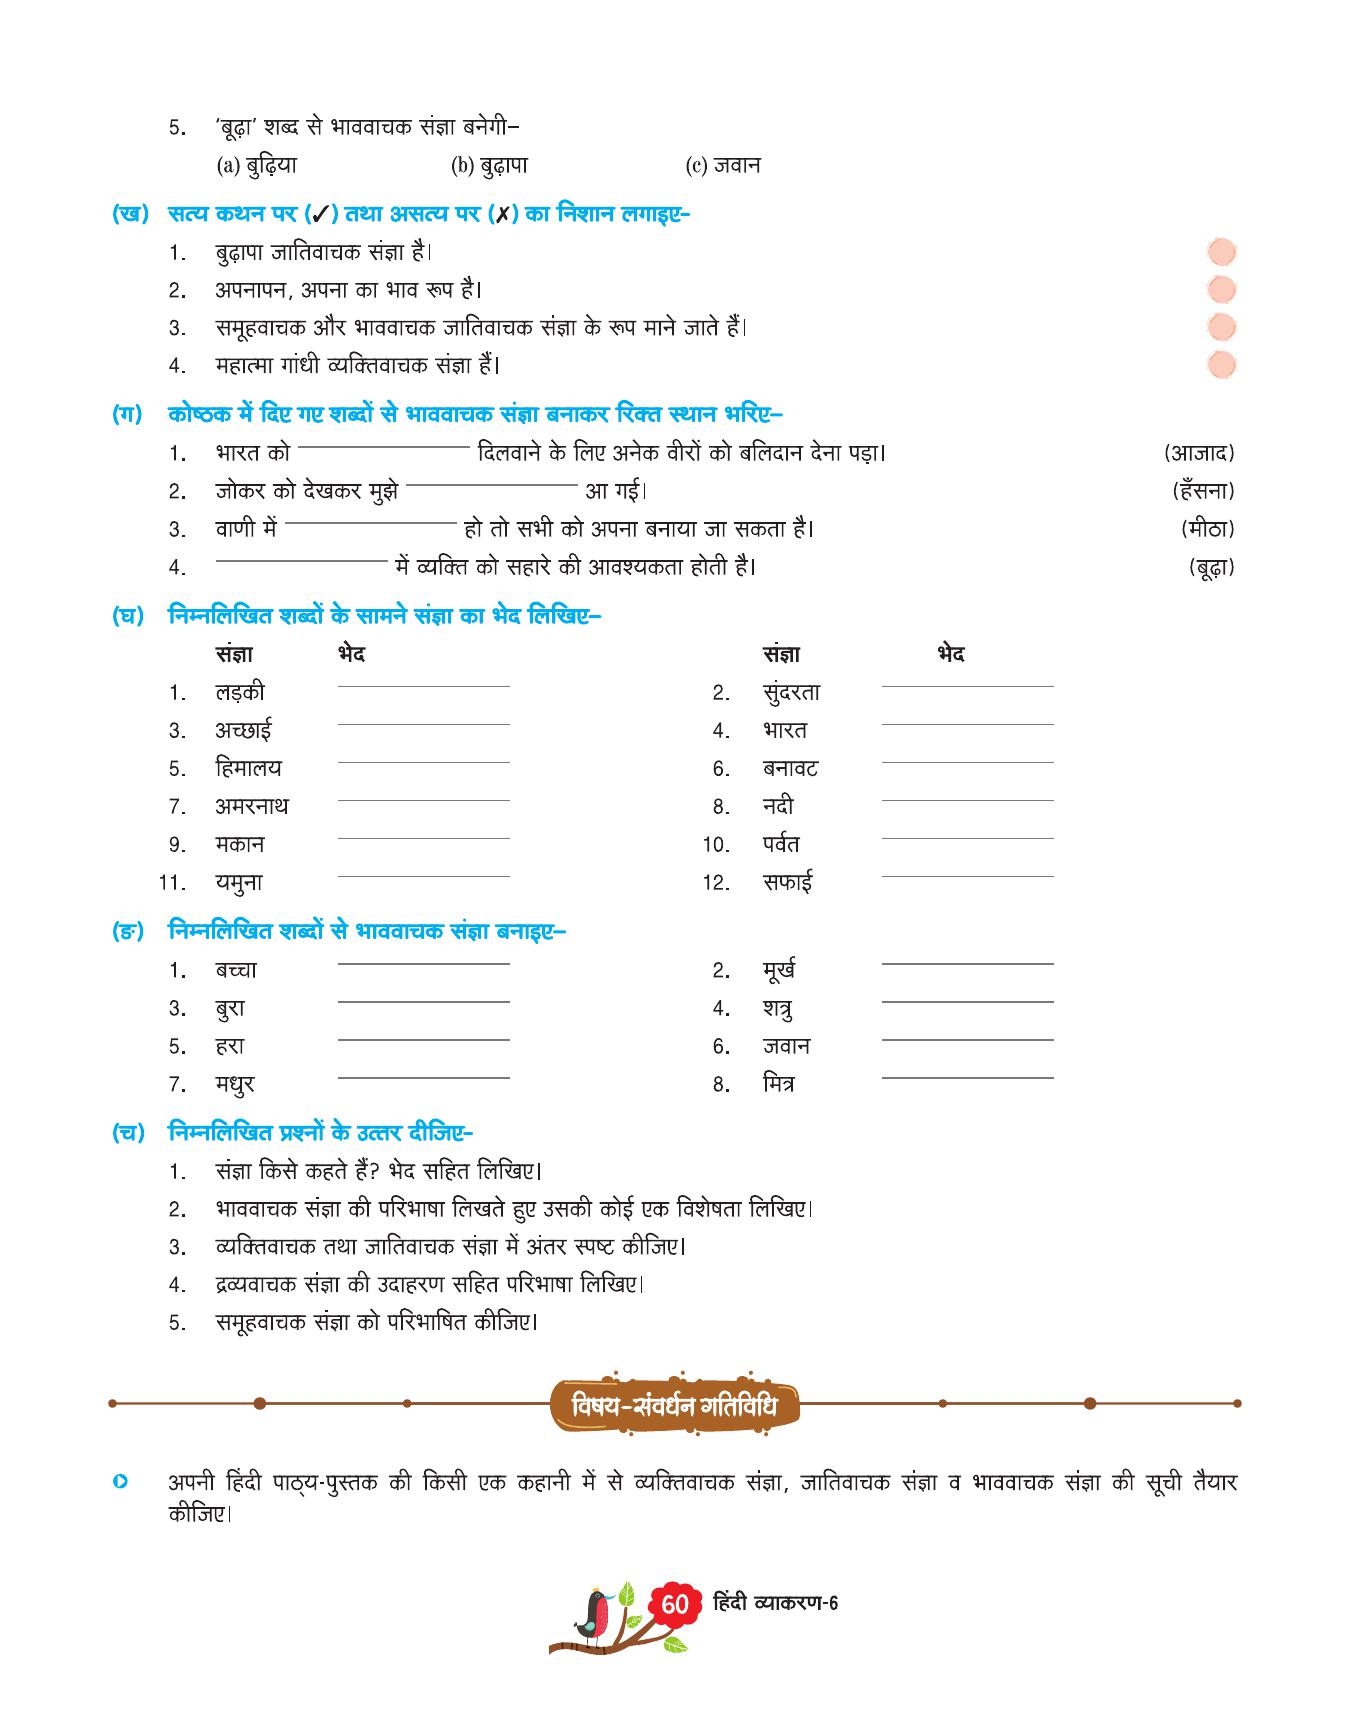 5. 'बूढ़ा' शब्द से भाववाचक संज्ञा बनेगी–
(a) बुढ़िया (b) बुढ़ापा (c) जवान
(ख) सत्य कथन पर (✓) तथा असत्य पर (✗) का निशान लगाइए-
1. बुढ़ापा जातिवाचक संज्ञा है।
2. अपनापन, अपना का भाव रूप है।
3. समूहवाचक और भाववाचक जातिवाचक संज्ञा के रूप माने जाते हैं।
4. महात्मा गांधी व्यक्तिवाचक संज्ञा हैं।
(ग) कोष्ठक में दिए गए शब्दों से भाववाचक संज्ञा बनाकर रिक्त स्थान भरिए–
1. भारत को ____________ दिलवाने के लिए अनेक वीरों को बलिदान देना पड़ा। (आजाद)
2. जोकर को देखकर मुझे ____________ आ गई। (हँसना)
3. वाणी में ____________ हो तो सभी को अपना बनाया जा सकता है। (मीठा)
4. ____________ में व्यक्ति को सहारे की आवश्यकता होती है। (बूढ़ा)
(घ) निम्नलिखित शब्दों के सामने संज्ञा का भेद लिखिए–
संज्ञा भेद संज्ञा भेद
1. लड़की ____________ 2. सुंदरता ____________
3. अच्छाई ____________ 4. भारत ____________
5. हिमालय ____________ 6. बनावट ____________
7. अमरनाथ ____________ 8. नदी ____________
9. मकान ____________ 10. पर्वत ____________
11. यमुना ____________ 12. सफाई ____________
(ङ) निम्नलिखित शब्दों से भाववाचक संज्ञा बनाइए–
1. बच्चा ____________ 2. मूर्ख ____________
3. बुरा ____________ 4. शत्रु ____________
5. हरा ____________ 6. जवान ____________
7. मधुर ____________ 8. मित्र ____________
(च) निम्नलिखित प्रश्नों के उत्तर दीजिए-
1. संज्ञा किसे कहते हैं? भेद सहित लिखिए।
2. भाववाचक संज्ञा की परिभाषा लिखते हुए उसकी कोई एक विशेषता लिखिए।
3. व्यक्तिवाचक तथा जातिवाचक संज्ञा में अंतर स्पष्ट कीजिए।
4. द्रव्यवाचक संज्ञा की उदाहरण सहित परिभाषा लिखिए।
5. समूहवाचक संज्ञा को परिभाषित कीजिए।
विषय-संवर्धन गतिविधि
अपनी हिंदी पाठ्य-पुस्तक की किसी एक कहानी में से व्यक्तिवाचक संज्ञा, जातिवाचक संज्ञा व भाववाचक संज्ञा की सूची तैयार
कीजिए।
60 हिंदी व्याकरण-6